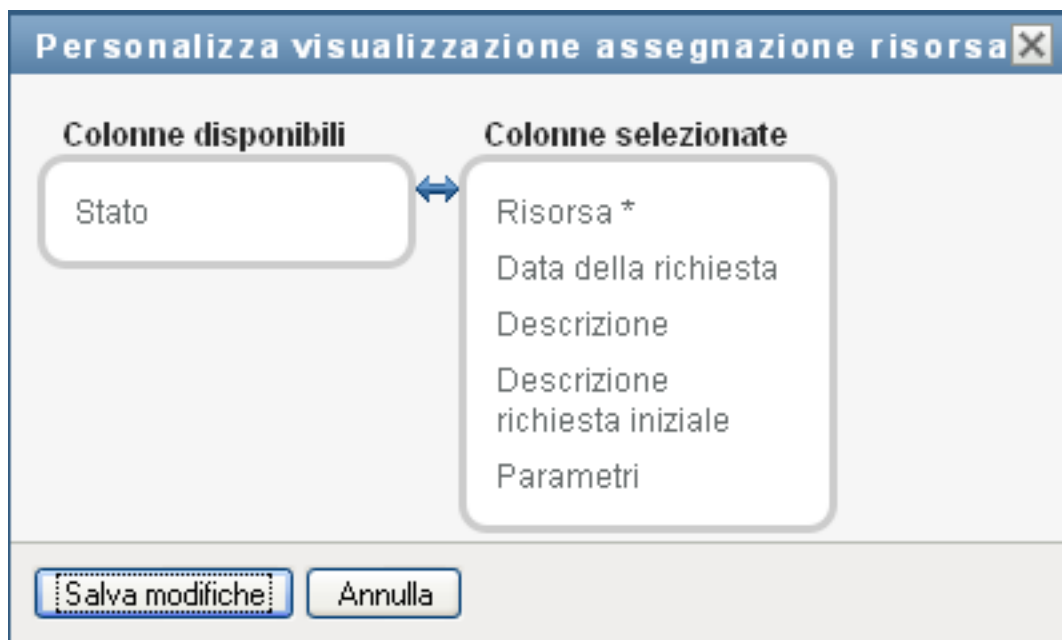 Personalizza visualizzazione assegnazione risorsa
Colonne disponibili
Stato
Colonne selezionate
Risorsa *
Data della richiesta
Descrizione
Descrizione
richiesta iniziale
Parametri
Salva modifiche
Annulla